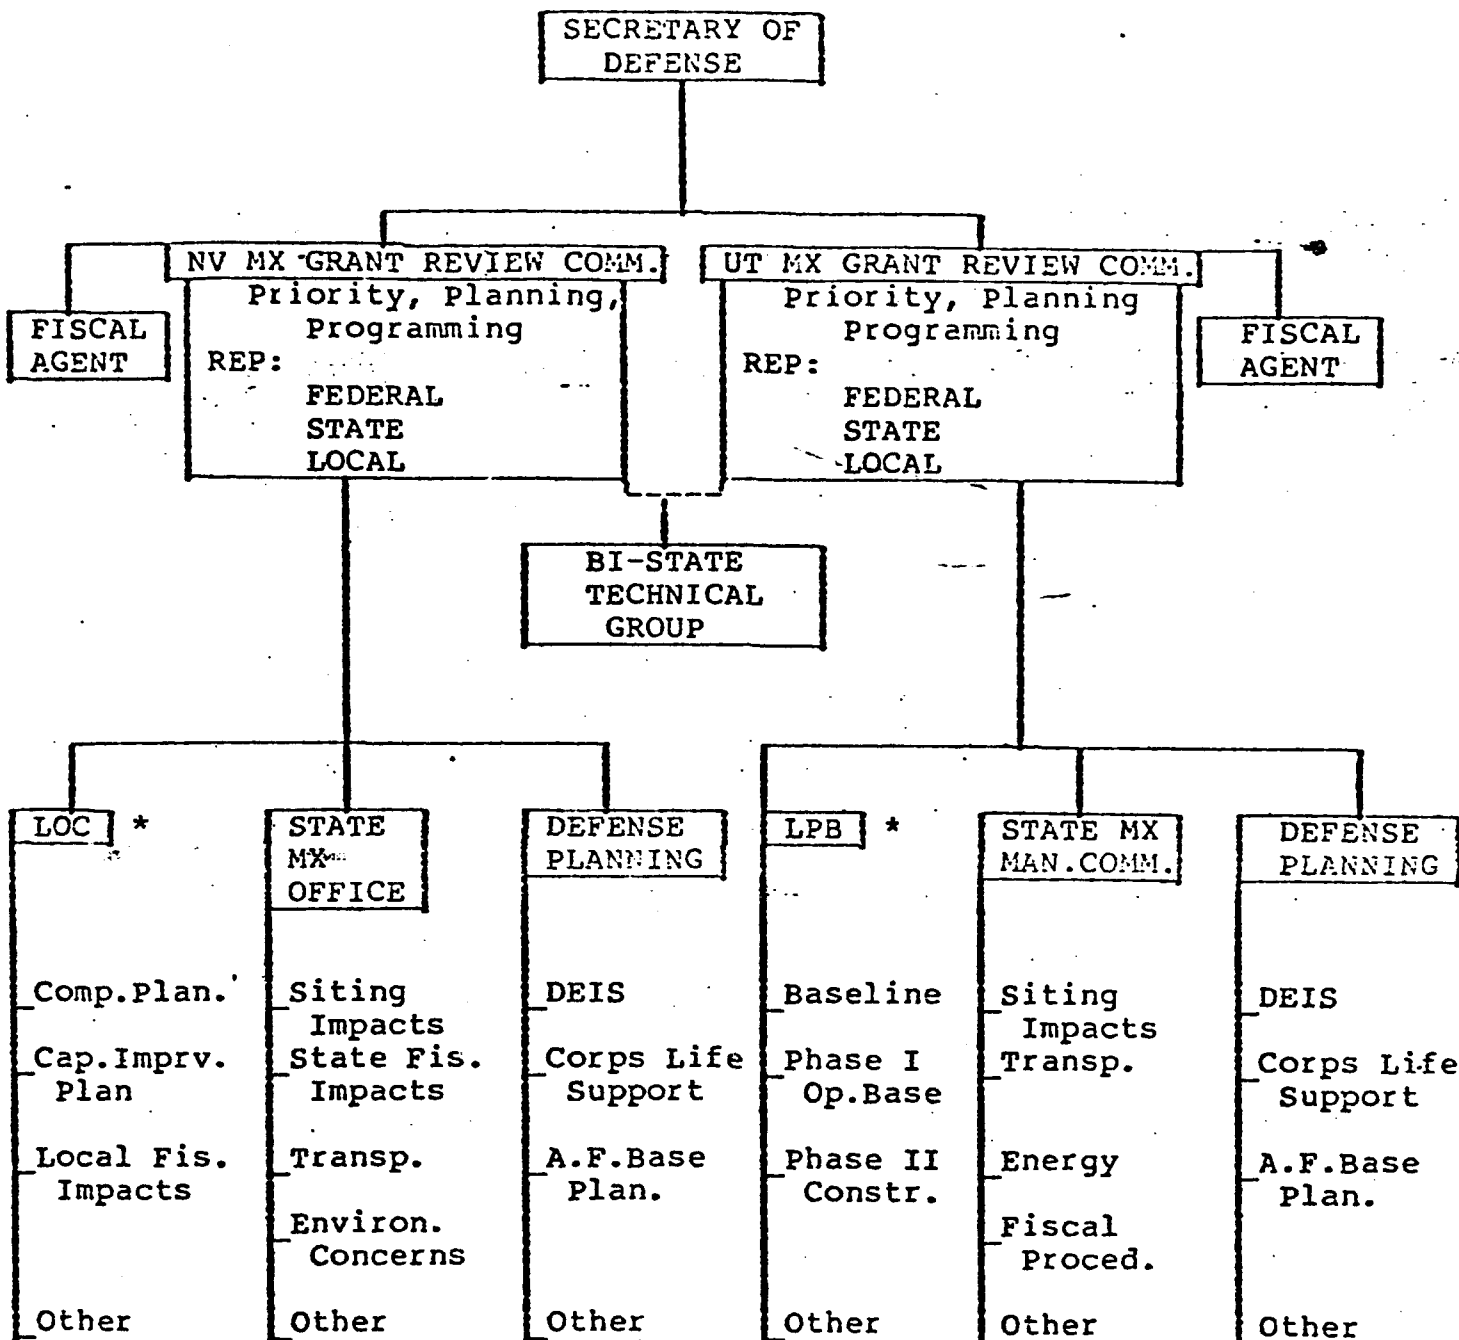 SECRETARY OF
DEFENSE
NV MX GRANT REVIEW COMM.
Priority, Planning,
Programming
REP:
FEDERAL
STATE
LOCAL
FISCAL
AGENT
UT MX GRANT REVIEW COMM.
Priority, Planning
Programming
REP:
FEDERAL
STATE
LOCAL
FISCAL
AGENT
BI-STATE
TECHNICAL
GROUP
LOC *
Comp.Plan.
Cap.Imprv.
Plan
Local Fis.
Impacts
Other
STATE
MX
OFFICE
Siting
Impacts
State Fis.
Impacts
Transp.
Environ.
Concerns
Other
DEFENSE
PLANNING
DEIS
Corps Life
Support
A.F.Base
Plan.
Other
LPB *
Baseline
Phase I
Op.Base
Phase II
Constr.
Other
STATE MX
MAN.COMM.
Siting
Impacts
Transp.
Energy
Fiscal
Proced.
Other
DEFENSE
PLANNING
DEIS
Corps Life
Support
A.F.Base
Plan.
Other